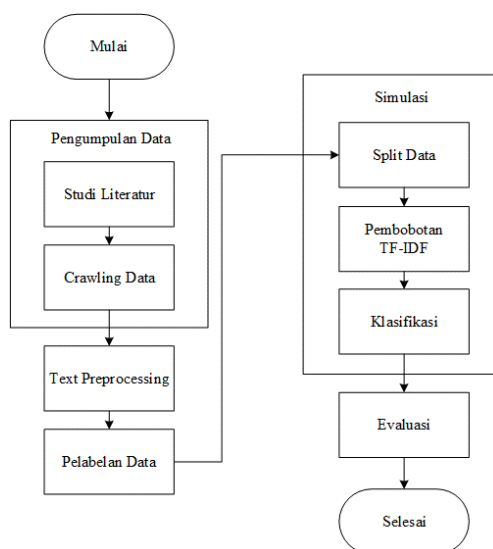 Mulai
Pengumpulan Data
Studi Literatur
Crawling Data
Text Preprocessing
Pelabelan Data
Simulasi
Split Data
Pembobotan
TF-IDF
Klasifikasi
Evaluasi
Selesai